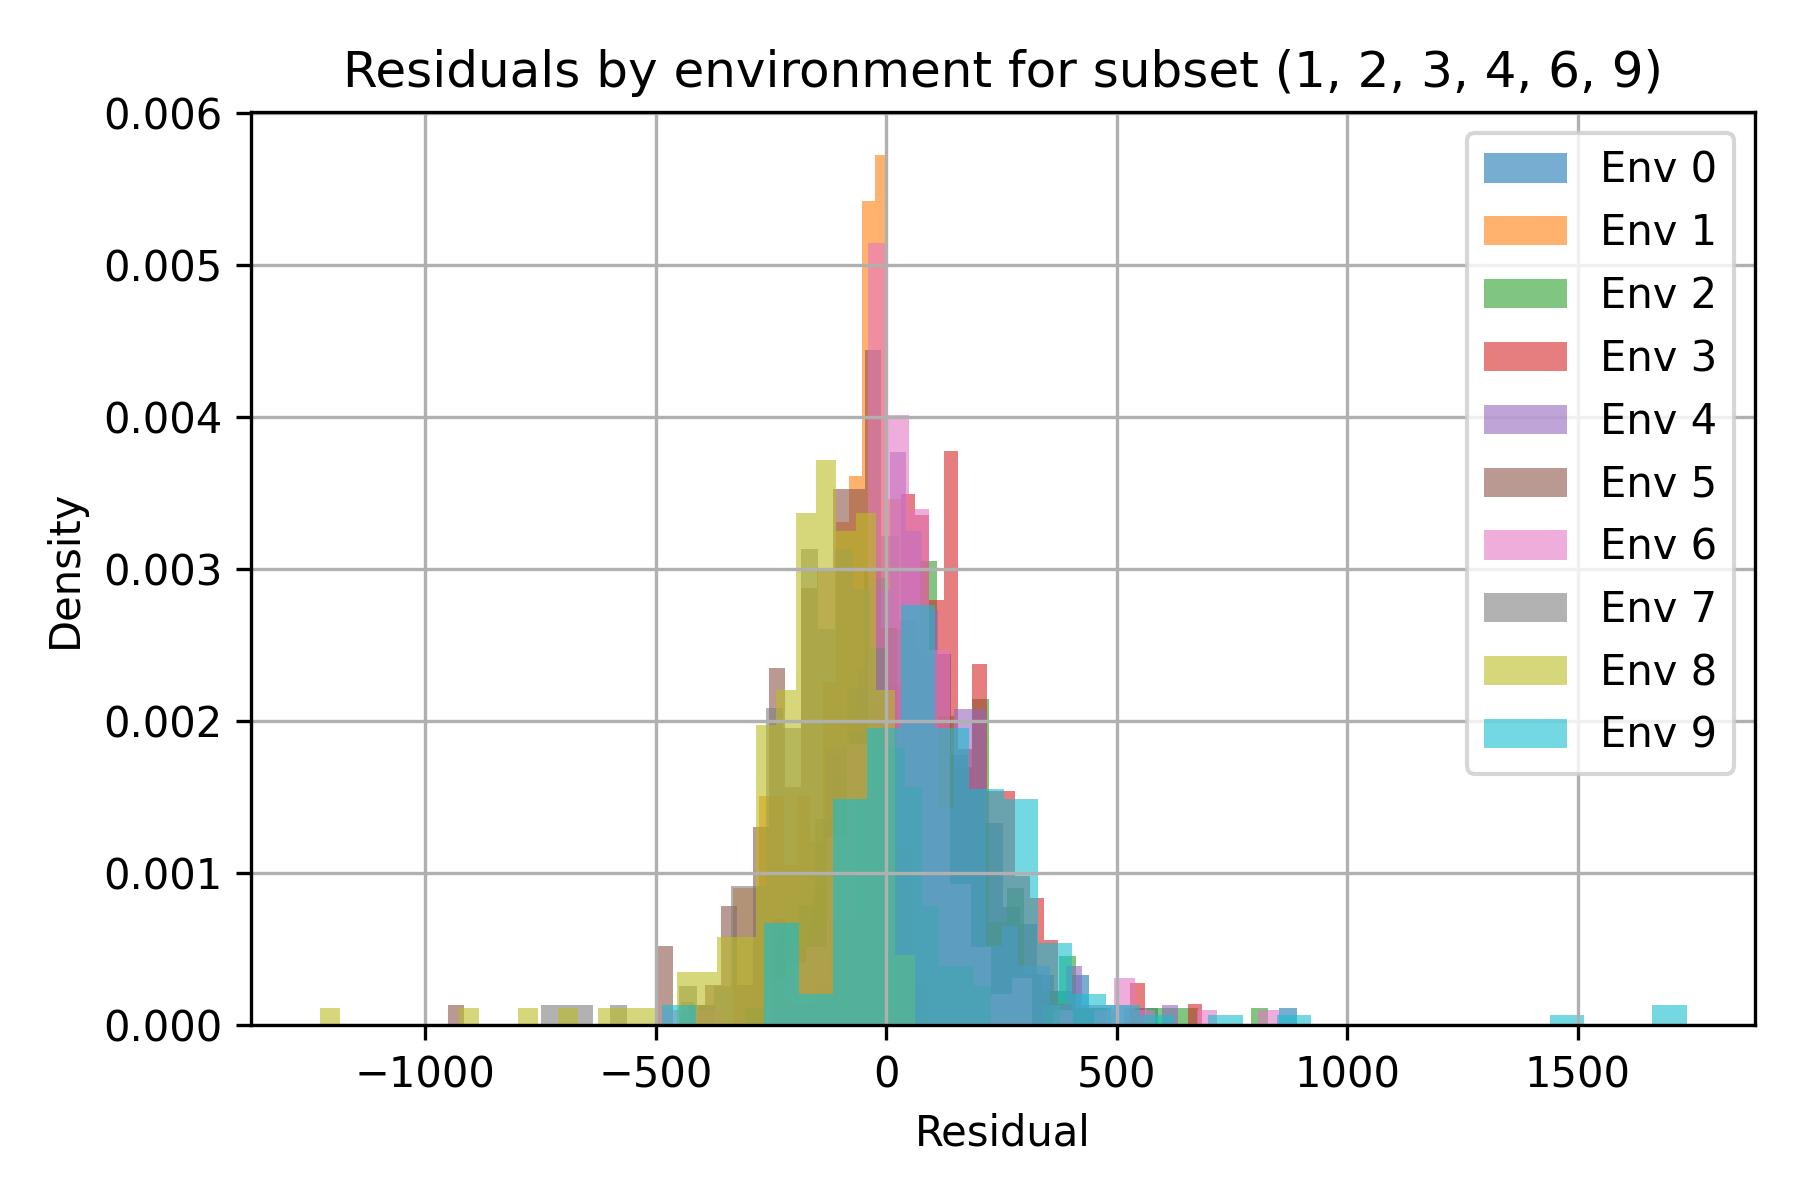 Residuals by environment for subset (1, 2, 3, 4, 6, 9)
0.006
0.005
0.004
0.003
0.002
0.001
0.000
Density
−1000
−500
0
500
1000
1500
Residual
Env 0
Env 1
Env 2
Env 3
Env 4
Env 5
Env 6
Env 7
Env 8
Env 9